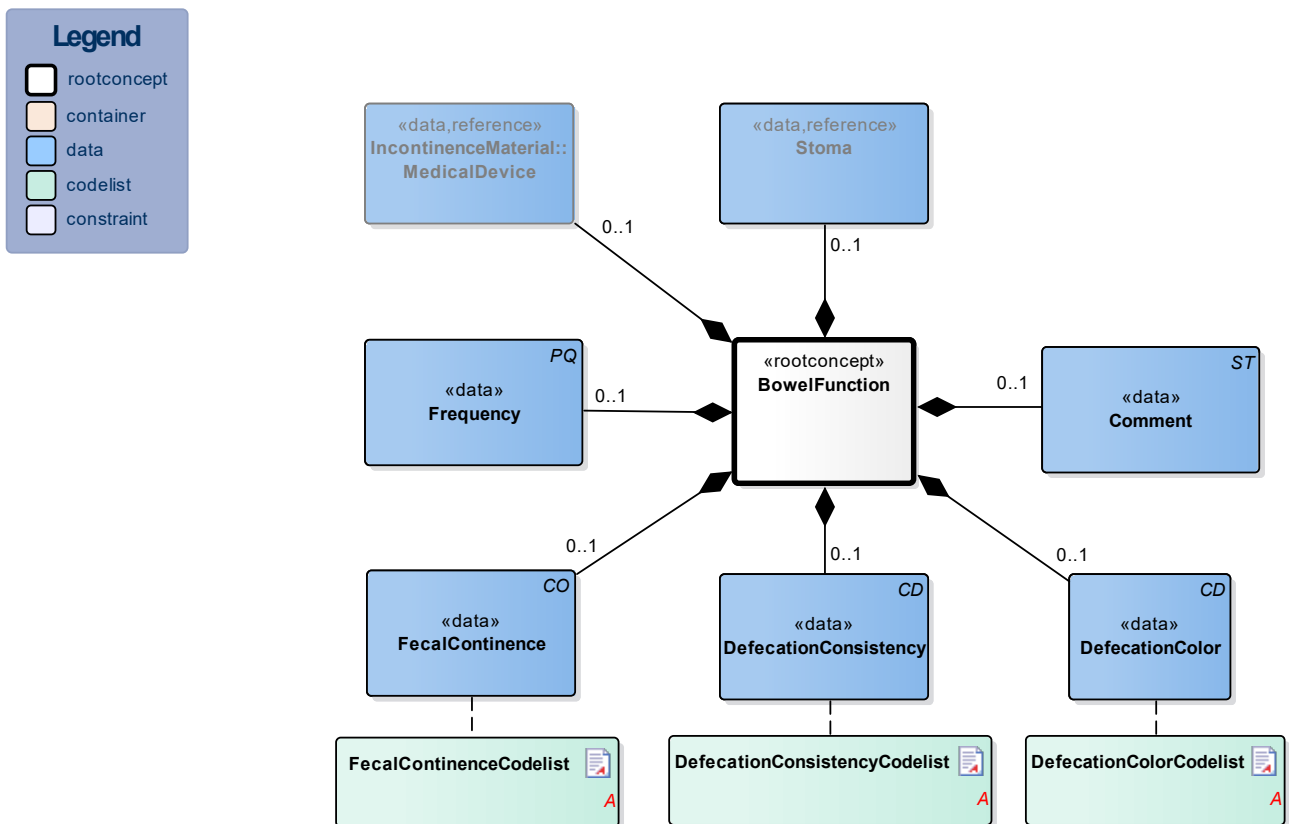 Legend
rootconcept
container
data
codelist
constraint
«data,reference»
IncontinenceMaterial::
MedicalDevice
«data,reference»
Stoma
0..1
0..1
PQ
«data»
Frequency
0..1
«rootconcept»
BowelFunction
0..1
ST
«data»
Comment
0..1
0..1
0..1
CO
«data»
FecalContinence
CD
«data»
DefecationConsistency
CD
«data»
DefecationColor
FecalContinenceCodelist
A
DefecationConsistencyCodelist
A
DefecationColorCodelist
A